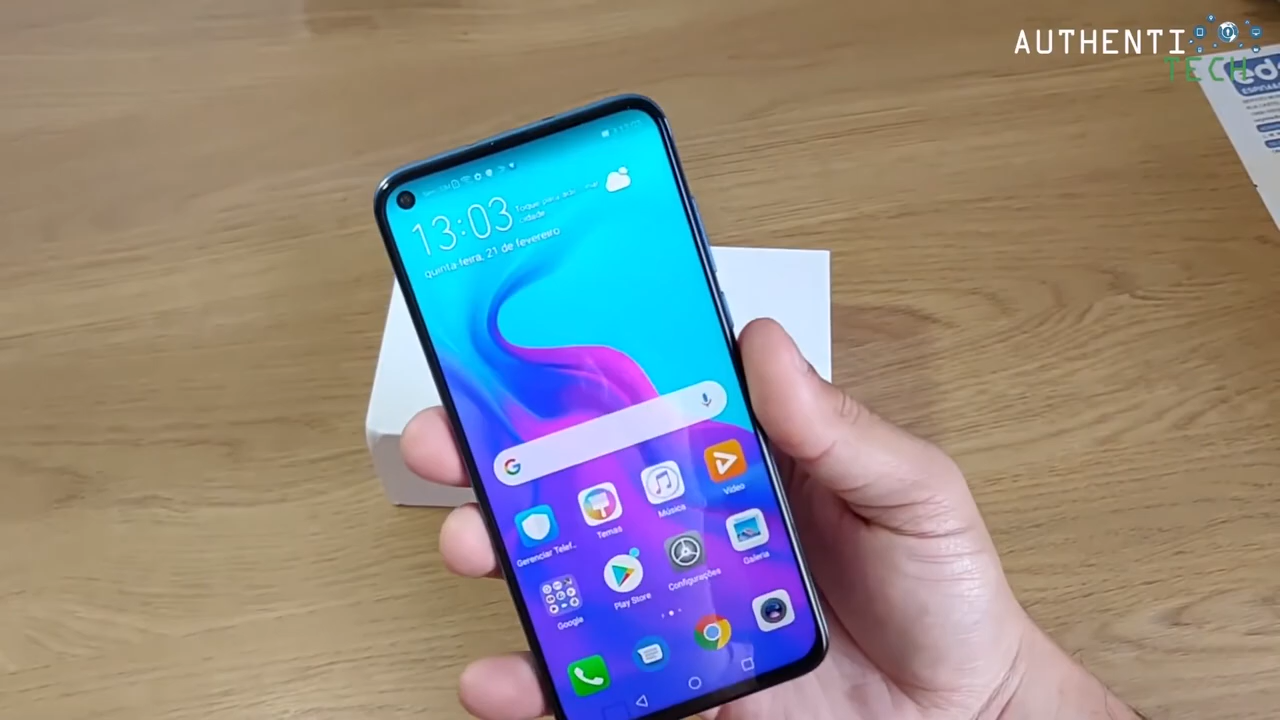 AUTHENTI
TECH
13:03
Toque para adicionar
cidade
quinta-feira, 21 de fevereiro
Gerenciar Telef..
Temas
Música
Vídeo
Google
Play Store
Configurações
Galeria